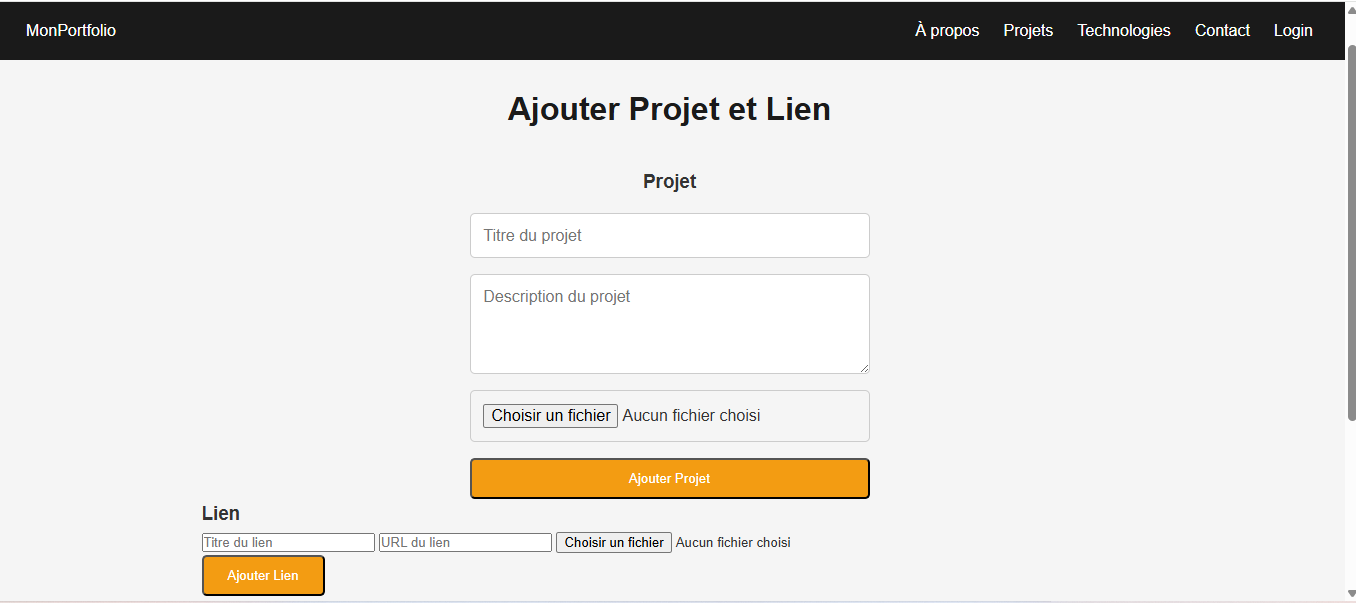 MonPortfolio À propos Projets Technologies Contact Login
Ajouter Projet et Lien
Projet
Titre du projet
Description du projet
Choisir un fichier Aucun fichier choisi
Ajouter Projet
Lien
Titre du lien URL du lien Choisir un fichier Aucun fichier choisi
Ajouter Lien